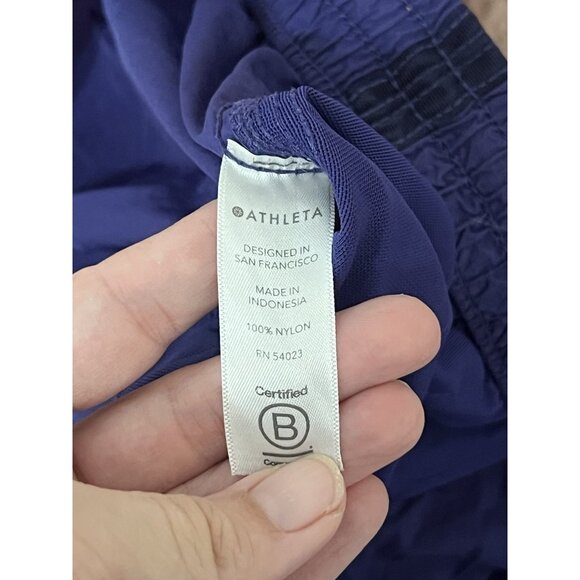 ATHLETA
DESIGNED IN
SAN FRANCISCO
MADE IN
INDONESIA
100% NYLON
RN 54023
Certified
B